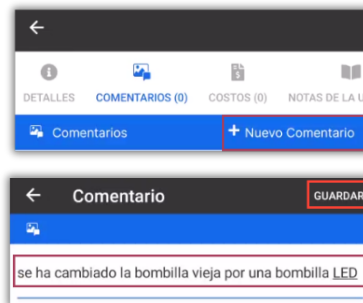 DETALLES COMENTARIOS (0) COSTOS (0) NOTAS DE LA U
Comentarios + Nuevo Comentario
Comentario GUARDAR
se ha cambiado la bombilla vieja por una bombilla LED